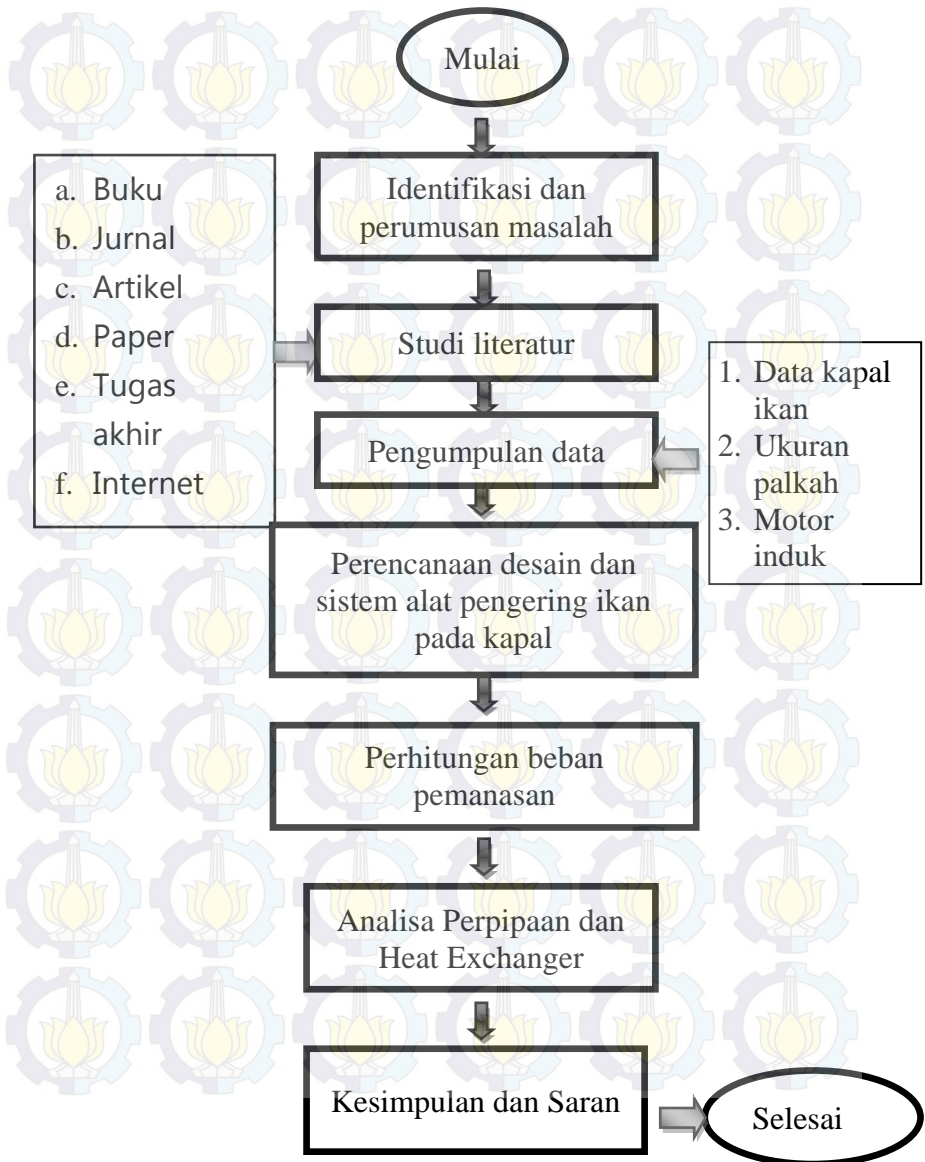 Mulai
Identifikasi dan
perumusan masalah
a. Buku
b. Jurnal
c. Artikel
d. Paper
e. Tugas
akhir
f. Internet
Studi literatur
Pengumpulan data
1. Data kapal
ikan
2. Ukuran
palkah
3. Motor
induk
Perencanaan desain dan
sistem alat pengering ikan
pada kapal
Perhitungan beban
pemanasan
Analisa Perpipaan dan
Heat Exchanger
Kesimpulan dan Saran
Selesai